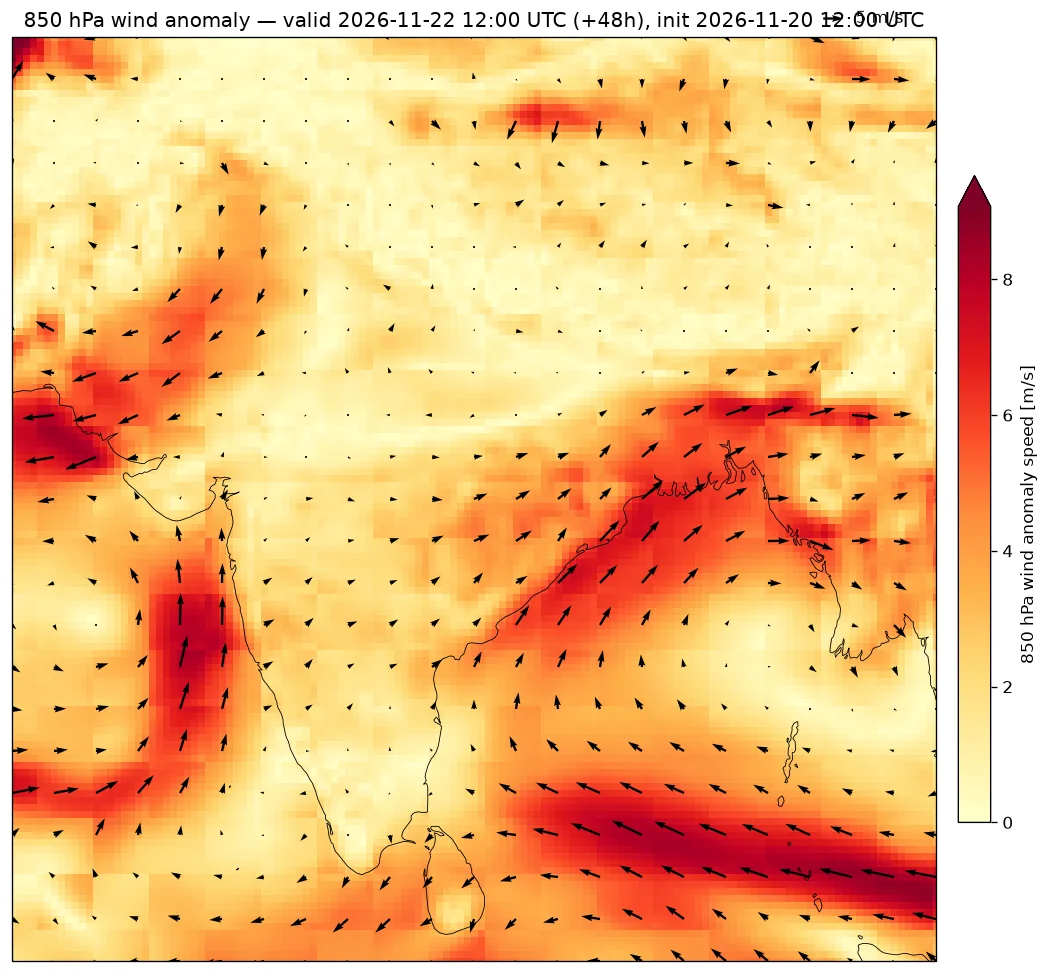 850 hPa wind anomaly — valid 2026-11-22 12:00 UTC (+48h), init 2026-11-20 12:00 UTC
5 m/s
8
6
4
2
0
850 hPa wind anomaly speed [m/s]